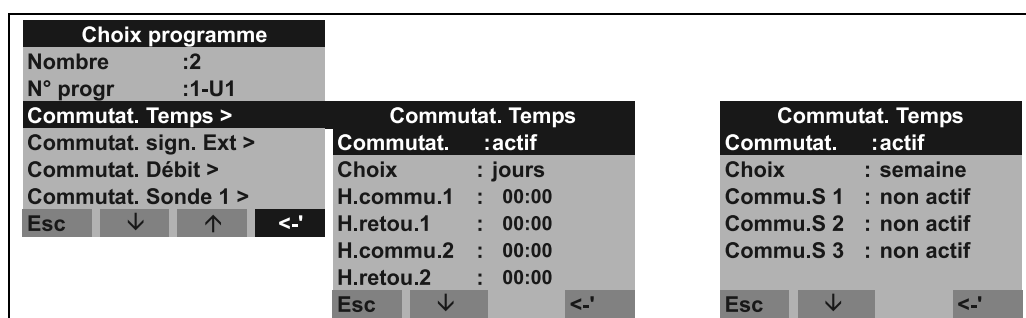 Choix programme
Nombre :2
N° progr :1-U1
Commutat. Temps >
Commutat. sign. Ext >
Commutat. Débit >
Commutat. Sonde 1 >
Esc ↓ ↑ <-'
Commutat. Temps
Commutat. :actif
Choix : jours
H.commu.1 : 00:00
H.retou.1 : 00:00
H.commu.2 : 00:00
H.retou.2 : 00:00
Esc ↓ <-'
Commutat. Temps
Commutat. :actif
Choix : semaine
Commu.S 1 : non actif
Commu.S 2 : non actif
Commu.S 3 : non actif
Esc ↓ <-'